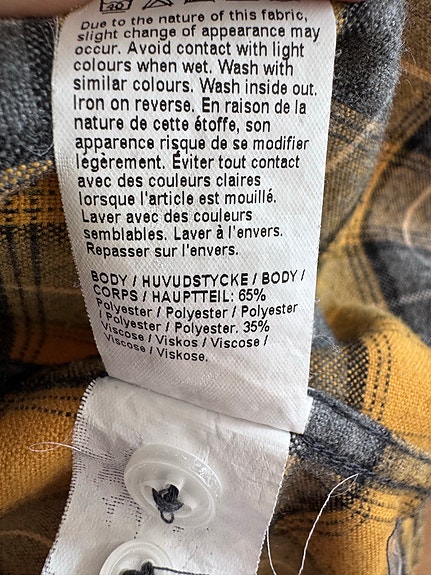 30
Due to the nature of this fabric,
slight change of appearance may
occur. Avoid contact with light
colours when wet. Wash with
similar colours. Wash inside out.
Iron on reverse. En raison de la
nature de cette étoffe, son
apparence risque de se modifier
légèrement. Éviter tout contact
avec des couleurs claires
lorsque l'article est mouillé.
Laver avec des couleurs
semblables. Laver à l'envers.
Repasser sur l'envers.
BODY / HUVUDSTYCKE / BODY /
CORPS / HAUPTTEIL: 65%
Polyester / Polyester / Polyester
/ Polyester / Polyester. 35%
Viscose / Viskos / Viscose /
Viscose / Viskose.